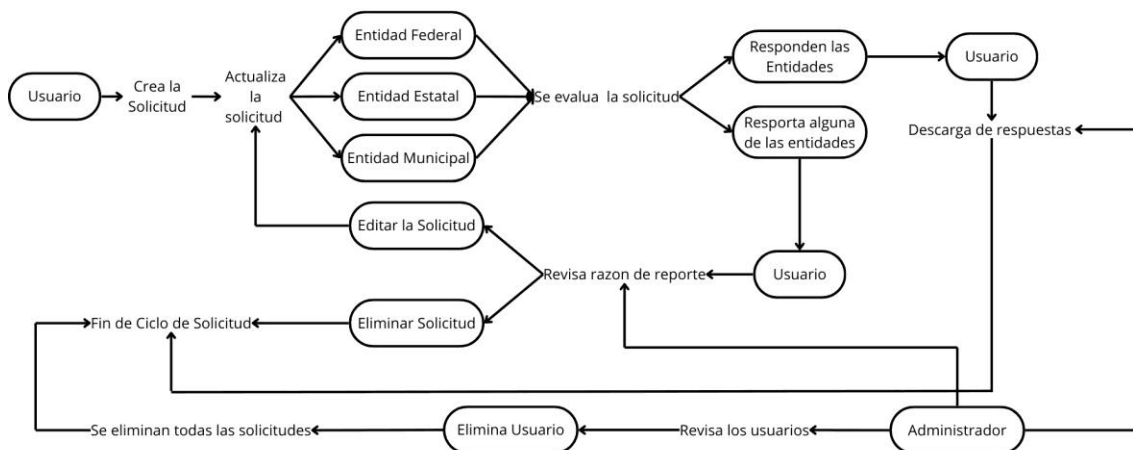 Usuario
Crea la
Solicitud
Actualiza
la
solicitud
Entidad Federal
Entidad Estatal
Entidad Municipal
Se evalua la solicitud
Responden las
Entidades
Usuario
Resporta alguna
de las entidades
Descarga de respuestas
Editar la Solicitud
Revisa razon de reporte
Usuario
Fin de Ciclo de Solicitud
Eliminar Solicitud
Se eliminan todas las solicitudes
Elimina Usuario
Revisa los usuarios
Administrador